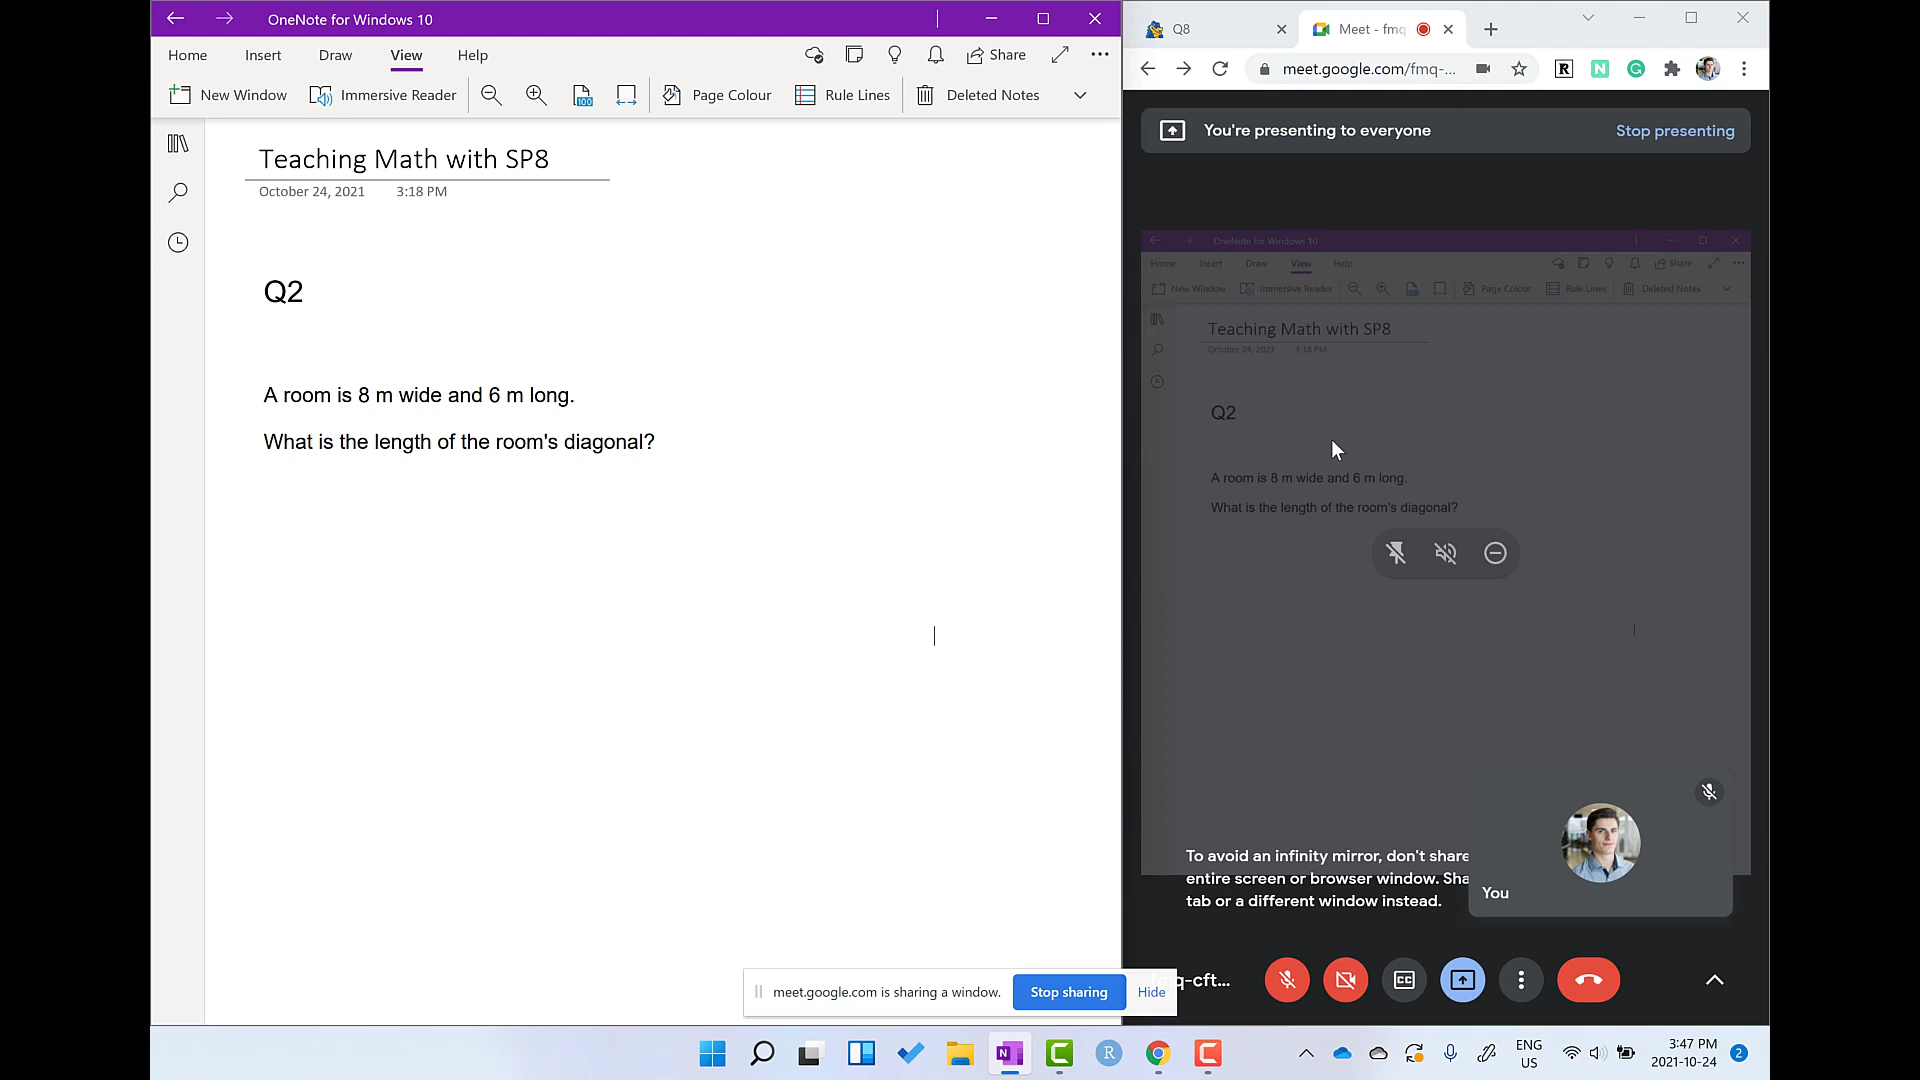 OneNote for Windows 10
Home Insert Draw View Help
Share
New Window Immersive Reader 100 Page Colour Rule Lines Deleted Notes
Teaching Math with SP8
October 24, 2021 3:18 PM
Q2
A room is 8 m wide and 6 m long.
What is the length of the room's diagonal?
meet.google.com is sharing a window. Stop sharing Hide
Q8 Meet - fmq
meet.google.com/fmq-...
You're presenting to everyone Stop presenting
OneNote for Windows 10
Home Insert Draw View Help
Share
New Window Immersive Reader Page Colour Rule Lines Deleted Notes
Teaching Math with SP8
October 24, 2021 3:18 PM
Q2
A room is 8 m wide and 6 m long.
What is the length of the room's diagonal?
To avoid an infinity mirror, don't share
entire screen or browser window. Sha
tab or a different window instead.
You
q-cft...
ENG
US
3:47 PM
2021-10-24
2